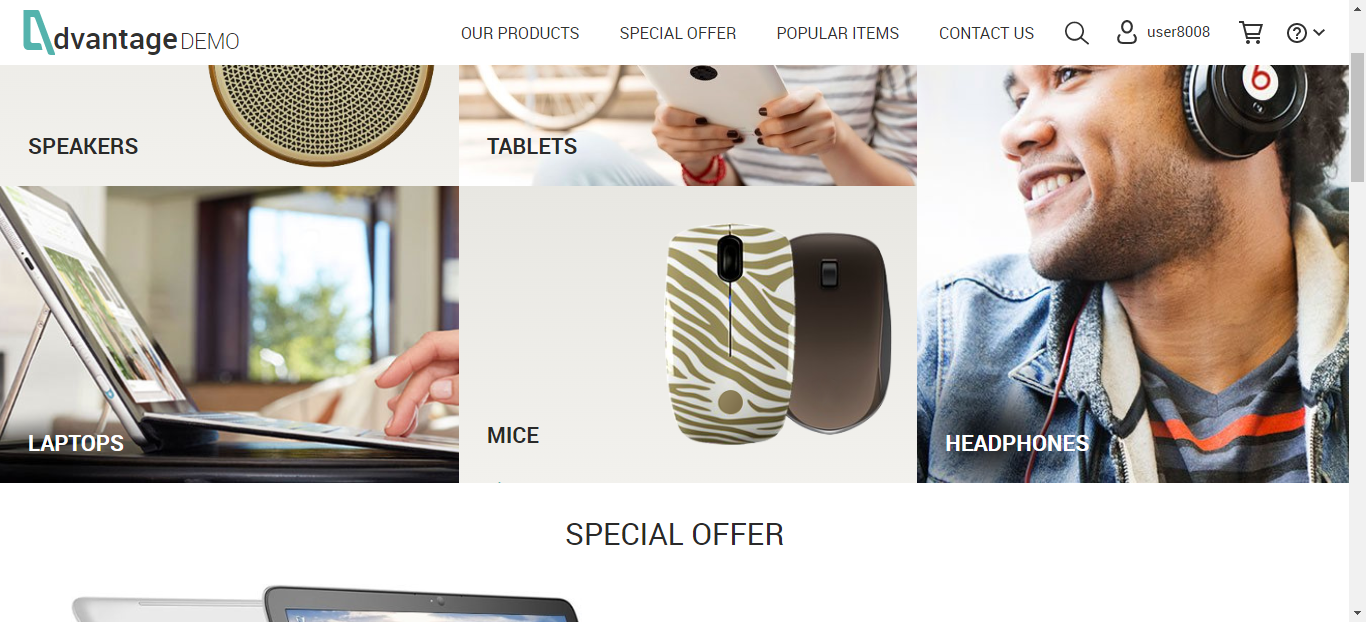 dvantage DEMO
OUR PRODUCTS SPECIAL OFFER POPULAR ITEMS CONTACT US user8008
SPEAKERS
TABLETS
LAPTOPS
MICE
HEADPHONES
SPECIAL OFFER